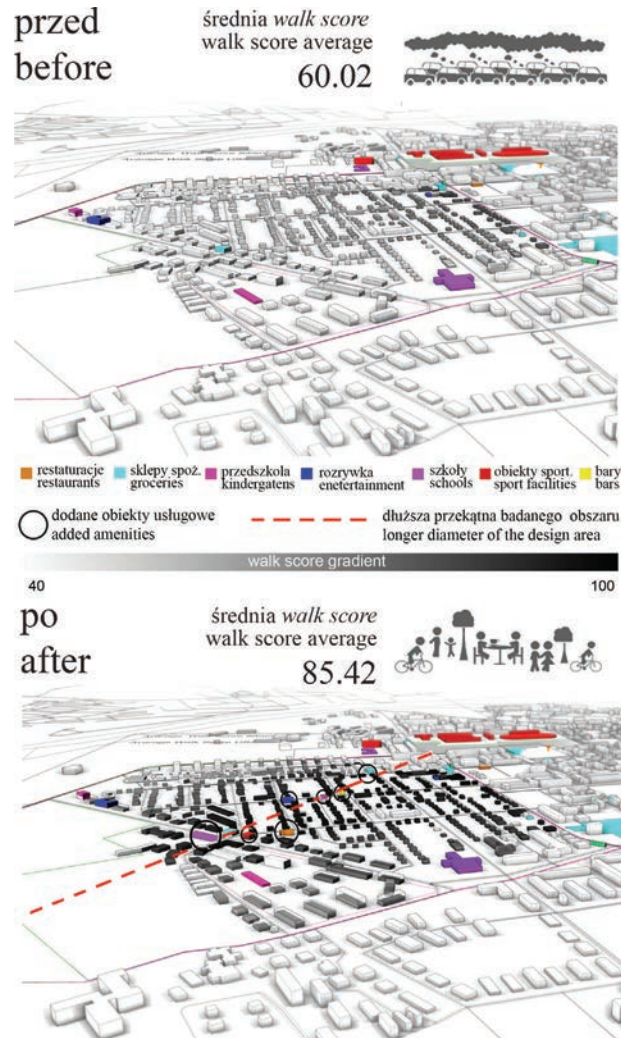 przed
before
średnia walk score
walk score average
60.02
restauracje
restaurants
sklepy spoż.
groceries
przedszkola
kindergatens
rozrywka
enetertainment
szkoły
schools
obiekty sport.
sport facilities
bary
bars
dodane obiekty usługowe
added amenities
dłuższa przekątna badanego obszaru
longer diameter of the design area
walk score gradient
40
100
po
after
średnia walk score
walk score average
85.42